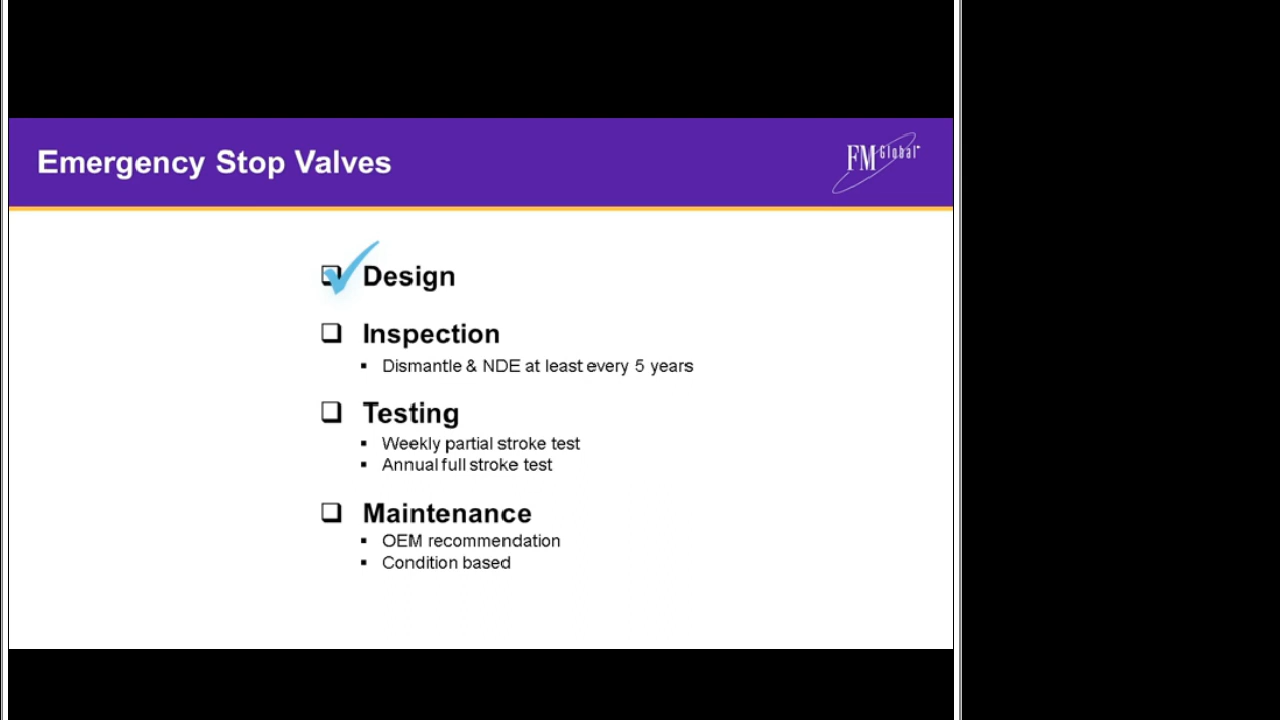 Emergency Stop Valves
FM Global
Design
Inspection
Dismantle & NDE at least every 5 years
Testing
Weekly partial stroke test
Annual full stroke test
Maintenance
OEM recommendation
Condition based